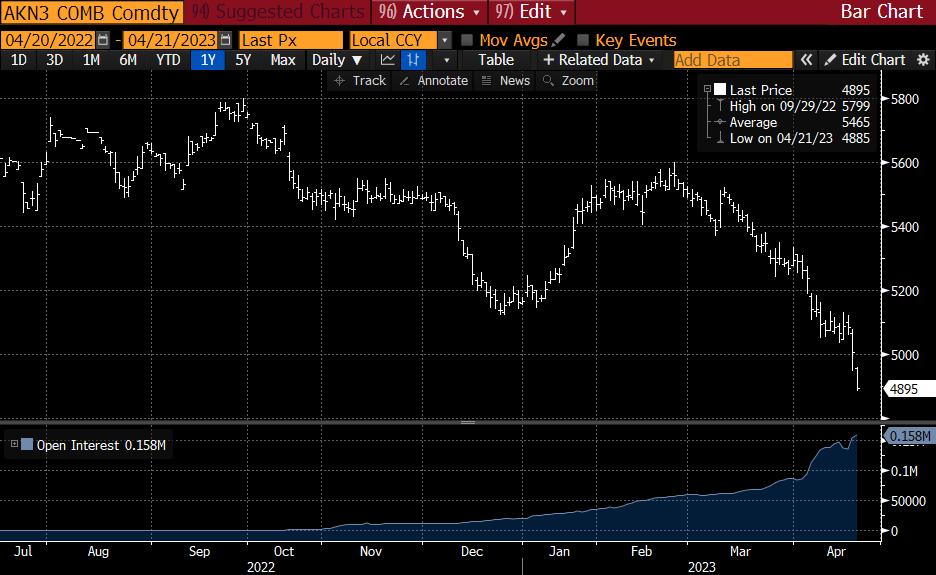 AKN3 COMB Comdty 94) Suggested Charts 96) Actions 97) Edit Bar Chart
04/20/2022 - 04/21/2023 Last Px Local CCY Mov Avgs Key Events
1D 3D 1M 6M YTD 1Y 5Y Max Daily ▼ Table + Related Data Add Data « Edit Chart
Track Annotate News Zoom
Last Price 4895
High on 09/29/22 5799
Average 5465
Low on 04/21/23 4885
5800
5600
5400
5200
5000
4895
Open Interest 0.158M
0.158M
0.1M
50000
0
Jul Aug Sep Oct Nov Dec Jan Feb Mar Apr
2022 2023